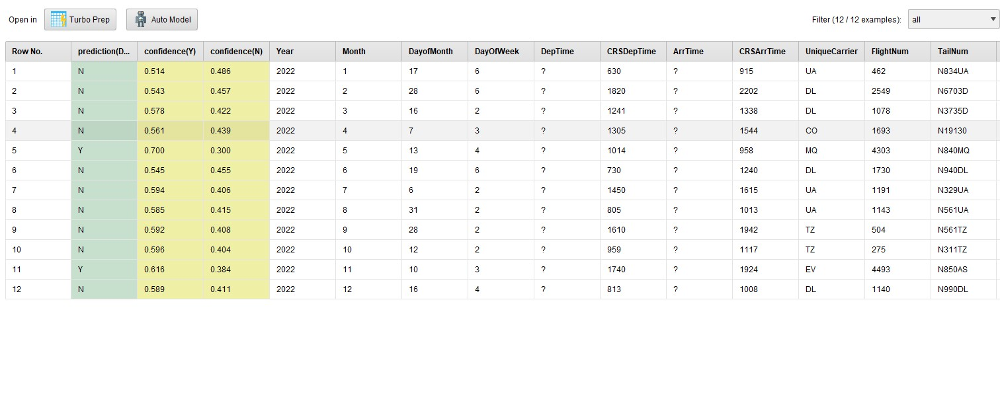 Open in Turbo Prep Auto Model Filter (12 / 12 examples): all
Row No. prediction(D... confidence(Y) confidence(N) Year Month DayofMonth DayOfWeek DepTime CRSDepTime ArrTime CRSArrTime UniqueCarrier FlightNum TailNum
1 N 0.514 0.486 2022 1 17 6 ? 630 ? 915 UA 462 N834UA
2 N 0.543 0.457 2022 2 28 6 ? 1820 ? 2202 DL 2549 N6703D
3 N 0.578 0.422 2022 3 16 2 ? 1241 ? 1338 DL 1078 N3735D
4 N 0.561 0.439 2022 4 7 3 ? 1305 ? 1544 CO 1693 N19130
5 Y 0.700 0.300 2022 5 13 4 ? 1014 ? 958 MQ 4303 N840MQ
6 N 0.545 0.455 2022 6 19 6 ? 730 ? 1240 DL 1730 N940DL
7 N 0.594 0.406 2022 7 6 2 ? 1450 ? 1615 UA 1191 N329UA
8 N 0.585 0.415 2022 8 31 2 ? 805 ? 1013 UA 1143 N561UA
9 N 0.592 0.408 2022 9 28 2 ? 1610 ? 1942 TZ 504 N561TZ
10 N 0.596 0.404 2022 10 12 2 ? 959 ? 1117 TZ 275 N311TZ
11 Y 0.616 0.384 2022 11 10 3 ? 1740 ? 1924 EV 4493 N850AS
12 N 0.589 0.411 2022 12 16 4 ? 813 ? 1008 DL 1140 N990DL